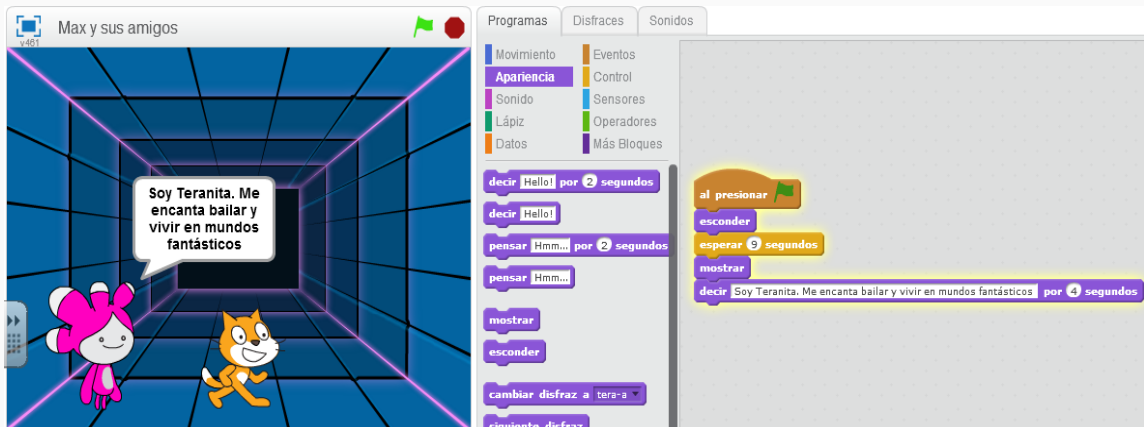 Max y sus amigos
v461
Soy Teranita. Me
encanta bailar y
vivir en mundos
fantásticos
Programas
Disfraces
Sonidos
Movimiento
Eventos
Apariencia
Control
Sonido
Sensores
Lápiz
Operadores
Datos
Más Bloques
decir Hello! por 2 segundos
decir Hello!
pensar Hmm... por 2 segundos
pensar Hmm...
mostrar
esconder
cambiar disfraz a tera-a
siguiente disfraz
al presionar
esconder
esperar 9 segundos
mostrar
decir Soy Teranita. Me encanta bailar y vivir en mundos fantásticos por 4 segundos